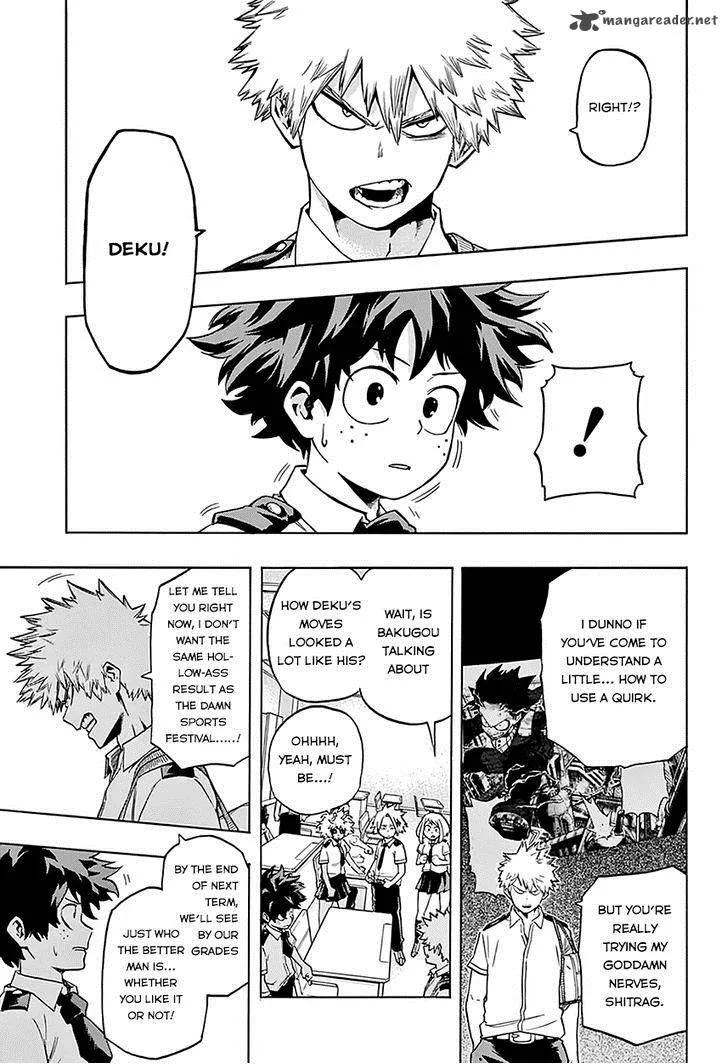 mangareader.net
RIGHT!?
DEKU!
!
I DUNNO IF
YOU'VE COME TO
UNDERSTAND A
LITTLE... HOW TO
USE A QUIRK.
BUT YOU'RE
REALLY
TRYING MY
GODDAMN
NERVES,
SHITRAG.
WAIT, IS
BAKUGOU
TALKING
ABOUT
HOW DEKU'S
MOVES
LOOKED
A LOT LIKE HIS?
OHHHH,
YEAH, MUST
BE...!
LET ME TELL
YOU RIGHT
NOW, I DON'T
WANT THE
SAME HOL-
LOW-ASS
RESULT AS
THE DAMN
SPORTS
FESTIVAL.....!
BY THE END
OF NEXT
TERM,
WE'LL SEE
BY OUR
GRADES
JUST WHO
THE BETTER
MAN IS...
WHETHER
YOU LIKE IT
OR NOT!